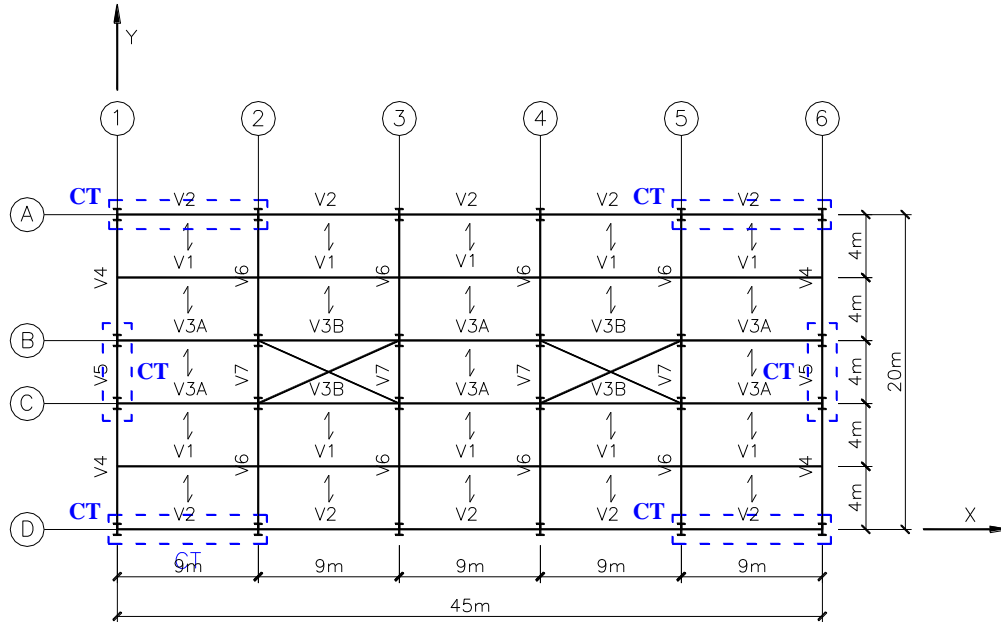 Y
1 2 3 4 5 6
CT V2 V2 V2 CT V2 V2
A
V4 V1 V6 V1 V6 V1 V6 V1 V6 V1 V4 4m
V3A V3B V3A V3B V3A 4m
B
V5 CT V7 V7 V7 V7 CT V5 4m 20m
V3A V3B V3A V3B V3A
C
V4 V1 V6 V1 V6 V1 V6 V1 V6 V1 V4 4m
4m
CT V2 V2 V2 CT V2 V2 X
D
CT
9m 9m 9m 9m 9m
45m